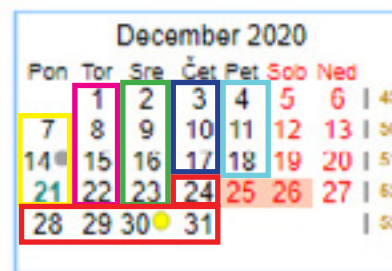 December 2020
Pon Tor Sre Čet Pet Sob Ned
1 2 3 4 5 6
7 8 9 10 11 12 13
14 15 16 17 18 19 20
21 22 23 24 25 26 27
28 29 30 31